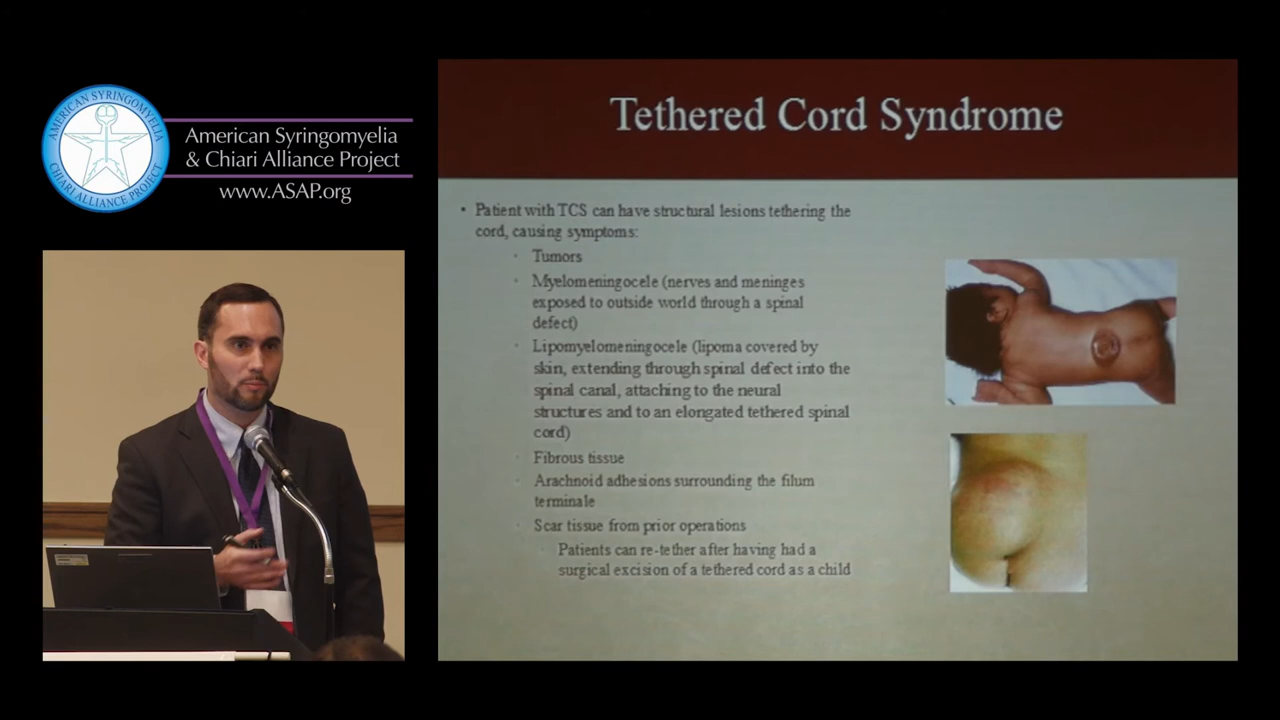 AMERICAN SYRINGOMYELIA
CHIARI ALLIANCE PROJECT
American Syringomyelia
& Chiari Alliance Project
www.ASAP.org
Tethered Cord Syndrome
• Patient with TCS can have structural lesions tethering the
cord, causing symptoms:
• Tumors
• Myelomeningocele (nerves and meninges
exposed to outside world through a spinal
defect)
• Lipomyelomeningocele (lipoma covered by
skin, extending through spinal defect into the
spinal canal, attaching to the neural
structures and to an elongated tethered spinal
cord)
• Fibrous tissue
• Arachnoid adhesions surrounding the filum
terminale
• Scar tissue from prior operations
Patients can re-tether after having had a
surgical excision of a tethered cord as a child